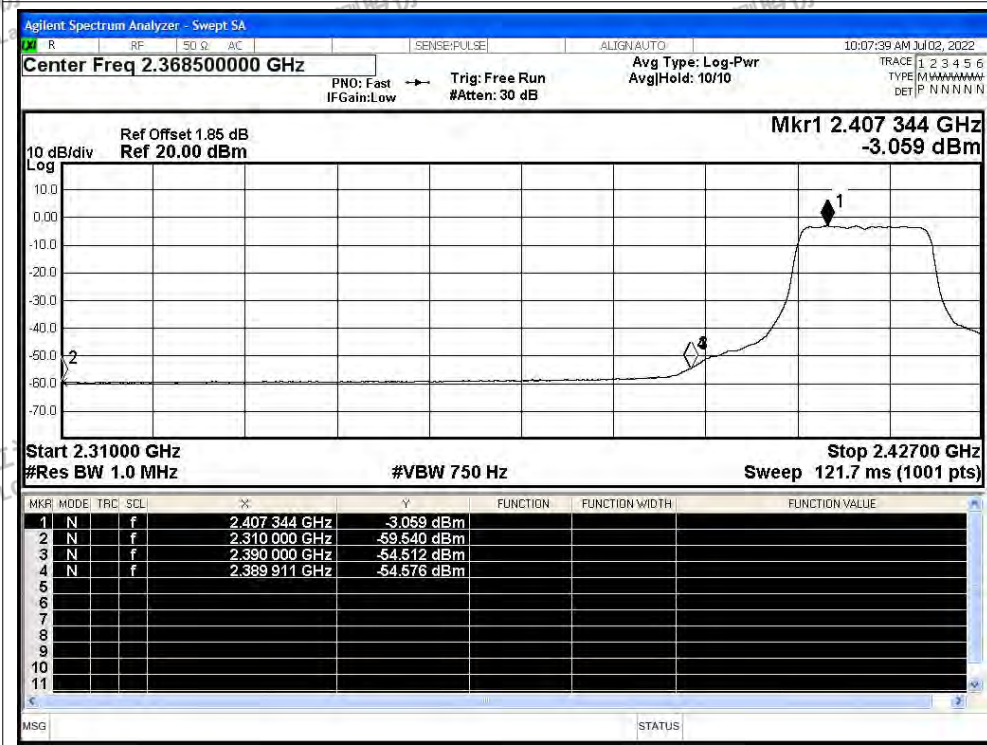 Agilent Spectrum Analyzer - Swept SA
R RF 50 Ω AC SENSE:PULSE ALIGN AUTO 10:07:39 AM Jul 02, 2022
Center Freq 2.368500000 GHz
PNO: Fast
IFGain:Low
Trig: Free Run
#Atten: 30 dB
Avg Type: Log-Pwr
Avg|Hold: 10/10
TRACE 1 2 3 4 5 6
TYPE M WWWWW
DET P N N N N N
Ref Offset 1.85 dB
10 dB/div Ref 20.00 dBm
Log
Mkr1 2.407 344 GHz
-3.059 dBm
10.0
0.00
-10.0
-20.0
-30.0
-40.0
-50.0
-60.0
-70.0
1
2
Start 2.31000 GHz Stop 2.42700 GHz
#Res BW 1.0 MHz #VBW 750 Hz Sweep 121.7 ms (1001 pts)
MKR MODE TRC SCL X Y FUNCTION FUNCTION WIDTH FUNCTION VALUE
1 N f 2.407 344 GHz -3.059 dBm
2 N f 2.310 000 GHz -59.540 dBm
3 N f 2.390 000 GHz -54.512 dBm
4 N f 2.389 911 GHz -54.576 dBm
5
6
7
8
9
10
11
MSG STATUS